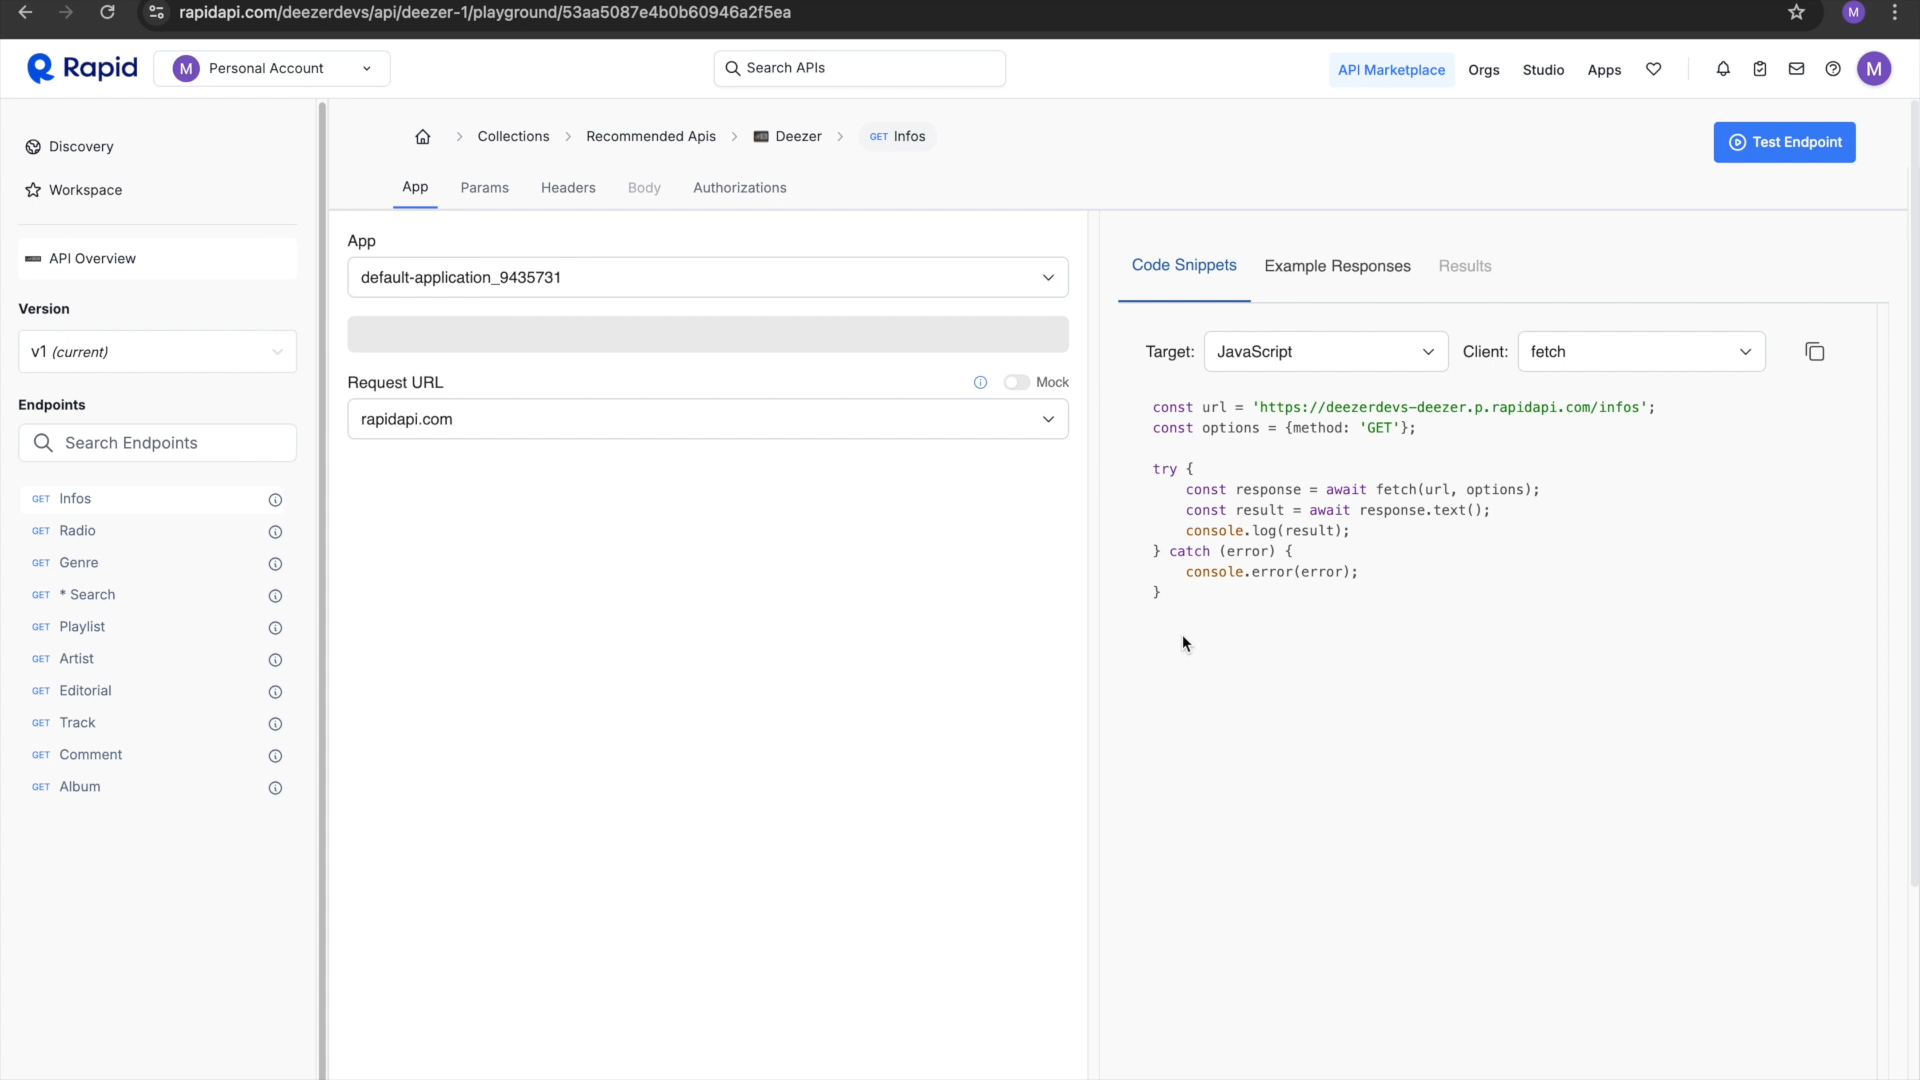 rapidapi.com/deezerdevs/api/deezer-1/playground/53aa5087e4b0b60946a2f5ea
M
Rapid
M Personal Account
Search APIs
API Marketplace
Orgs
Studio
Apps
M
Discovery
Workspace
API Overview
Version
v1 (current)
Endpoints
Search Endpoints
GET Infos
GET Radio
GET Genre
GET * Search
GET Playlist
GET Artist
GET Editorial
GET Track
GET Comment
GET Album
Collections
Recommended Apis
Deezer
GET Infos
Test Endpoint
App
Params
Headers
Body
Authorizations
App
default-application_9435731
Request URL
Mock
rapidapi.com
Code Snippets
Example Responses
Results
Target: JavaScript
Client: fetch
const url = 'https://deezerdevs-deezer.p.rapidapi.com/infos';
const options = {method: 'GET'};
try {
const response = await fetch(url, options);
const result = await response.text();
console.log(result);
} catch (error) {
console.error(error);
}